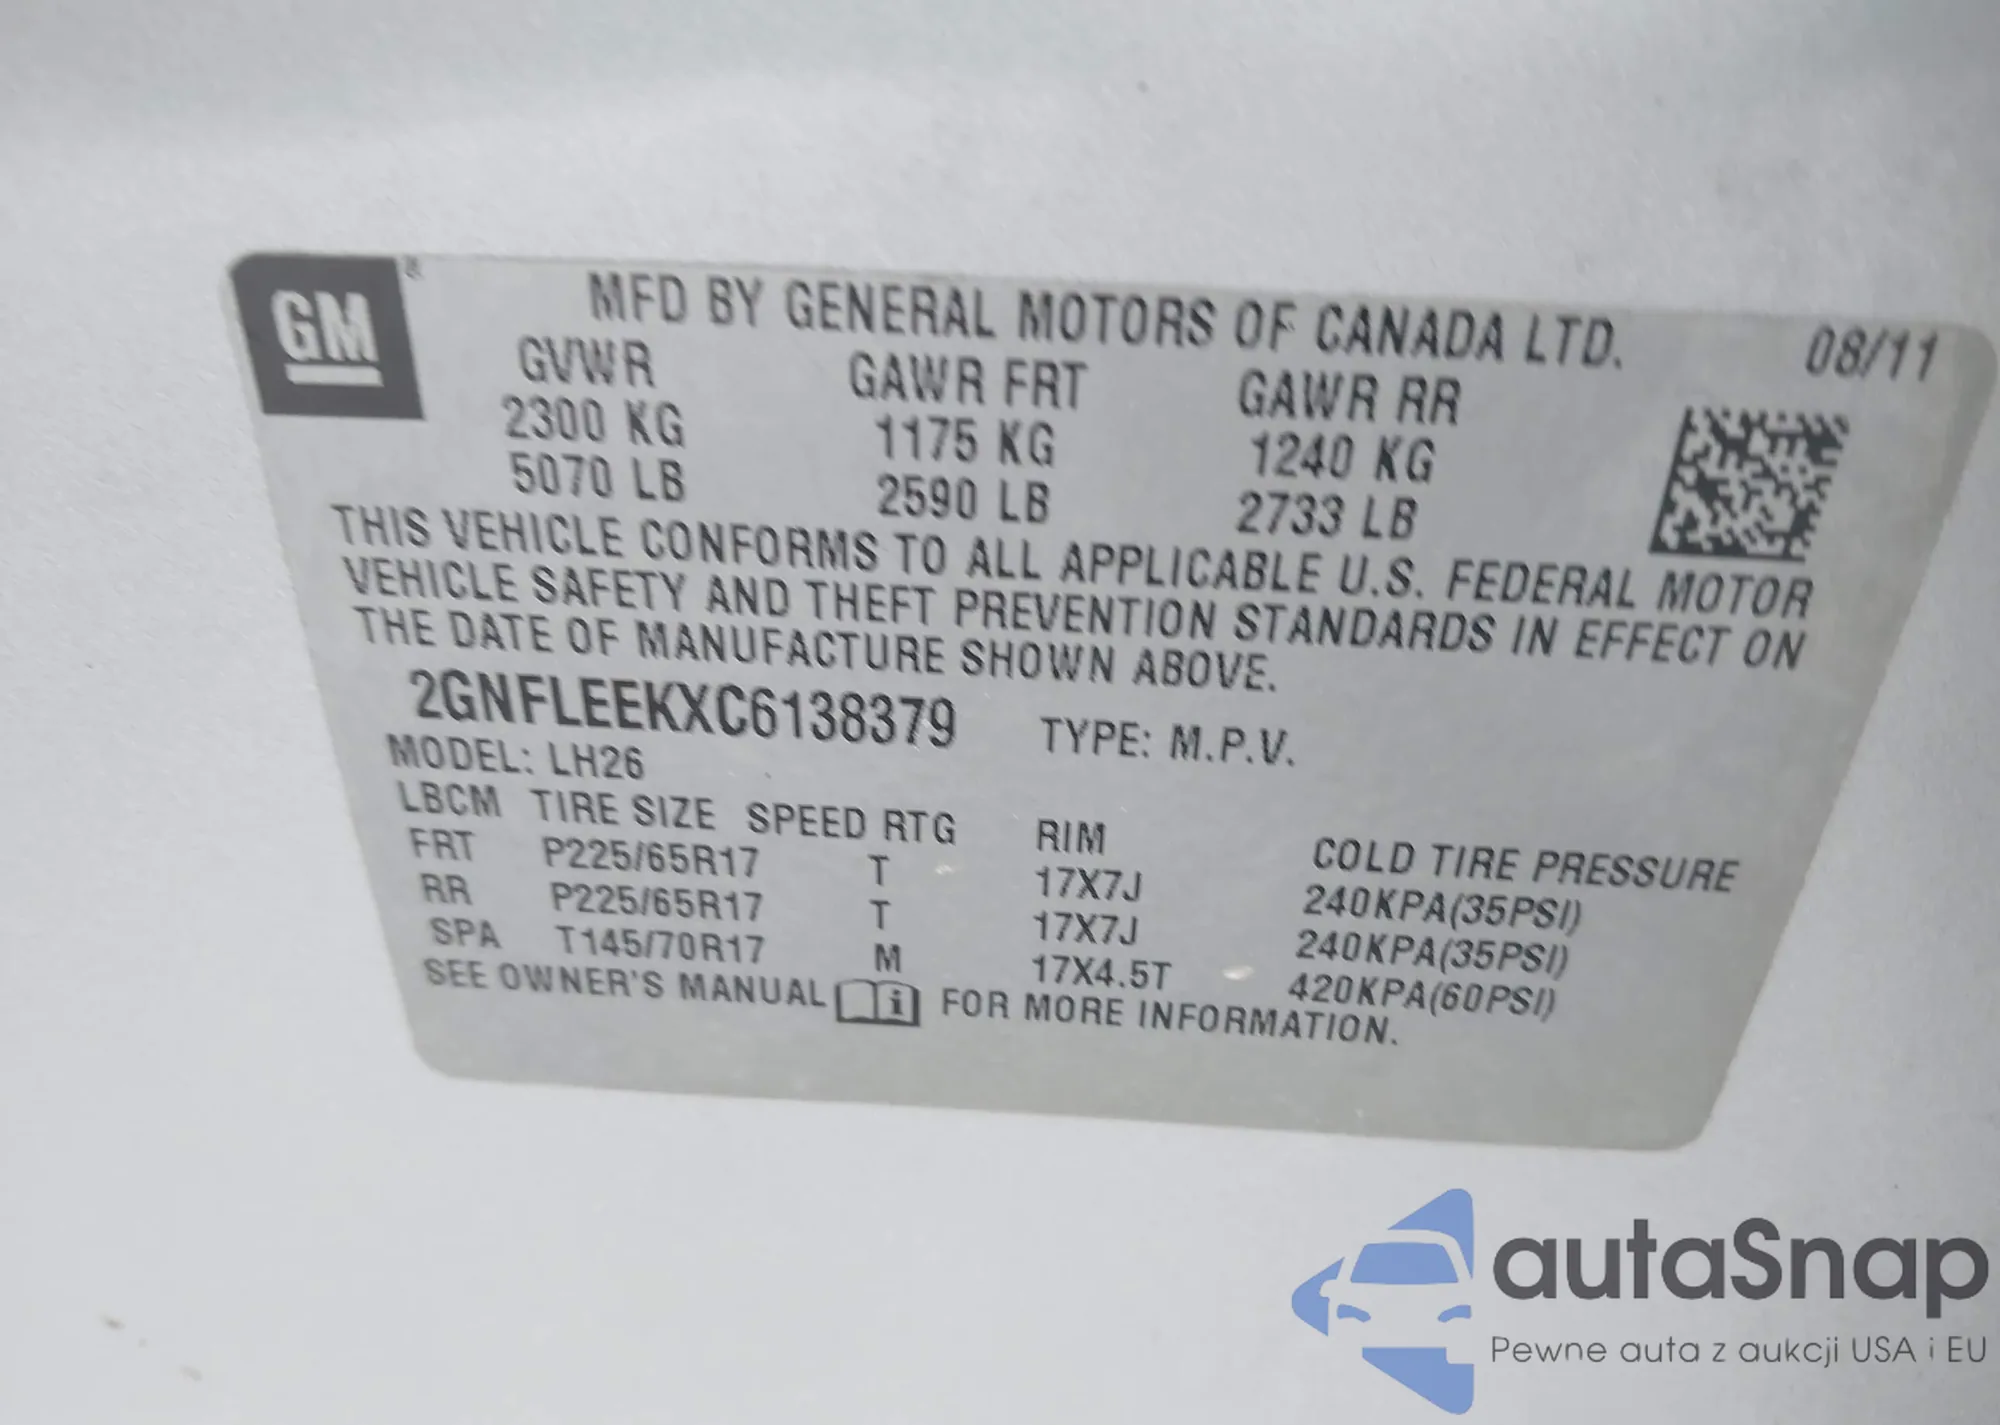 GM ®
MFD BY GENERAL MOTORS OF CANADA LTD. 08/11
GVWR GAWR FRT GAWR RR
2300 KG 1175 KG 1240 KG
5070 LB 2590 LB 2733 LB
THIS VEHICLE CONFORMS TO ALL APPLICABLE U.S. FEDERAL MOTOR
VEHICLE SAFETY AND THEFT PREVENTION STANDARDS IN EFFECT ON
THE DATE OF MANUFACTURE SHOWN ABOVE.
2GNFLEEKXC6138379 TYPE: M.P.V.
MODEL: LH26
LBCM TIRE SIZE SPEED RTG RIM COLD TIRE PRESSURE
FRT P225/65R17 T 17X7J 240KPA(35PSI)
RR P225/65R17 T 17X7J 240KPA(35PSI)
SPA T145/70R17 M 17X4.5T 420KPA(60PSI)
SEE OWNER'S MANUAL i FOR MORE INFORMATION.
autaSnap
Pewne auta z aukcji USA i EU